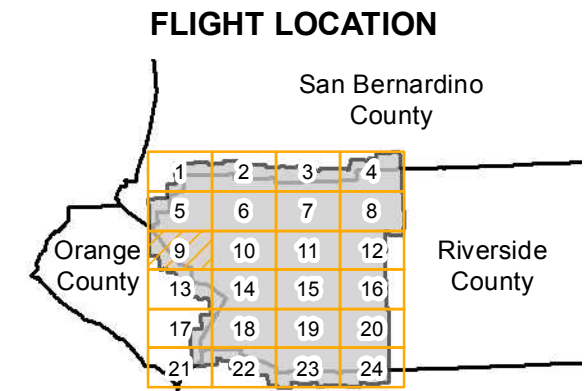 FLIGHT LOCATION
San Bernardino
County
1 2 3 4
5 6 7 8
Orange
County
9 10 11 12
Riverside
County
13 14 15 16
17 18 19 20
21 22 23 24